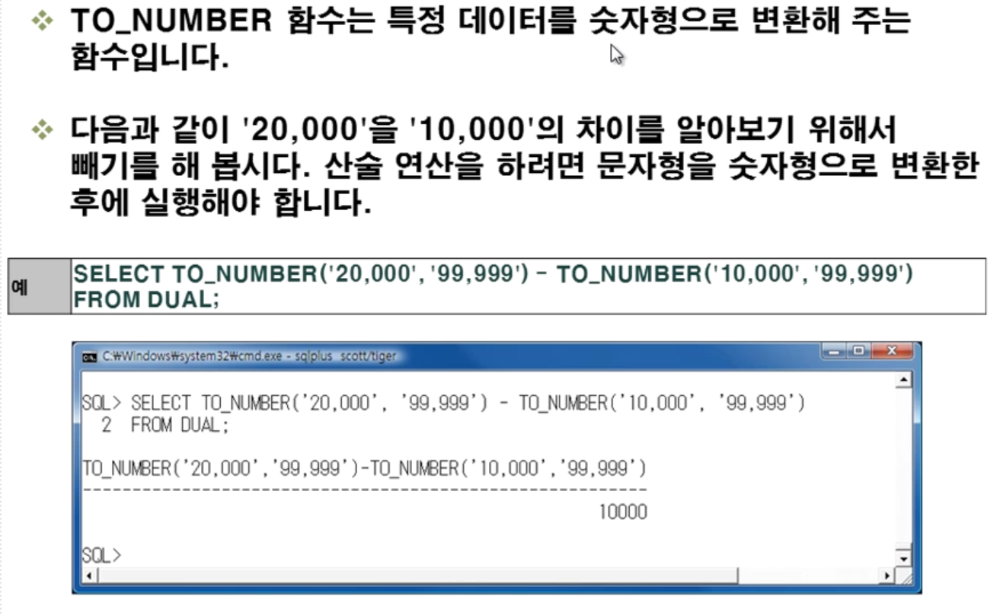 ❖ TO_NUMBER 함수는 특정 데이터를 숫자형으로 변환해 주는
함수입니다.
❖ 다음과 같이 '20,000'을 '10,000'의 차이를 알아보기 위해서
빼기를 해 봅시다. 산술 연산을 하려면 문자형을 숫자형으로 변환한
후에 실행해야 합니다.
예
SELECT TO_NUMBER('20,000', '99,999') - TO_NUMBER('10,000', '99,999')
FROM DUAL;
C:₩Windows₩system32₩cmd.exe - sqlplus scott/tiger
SQL> SELECT TO_NUMBER('20,000', '99,999') - TO_NUMBER('10,000', '99,999')
2 FROM DUAL;
TO_NUMBER('20,000','99,999')-TO_NUMBER('10,000','99,999')
---------------------------------------------------------
10000
SQL>